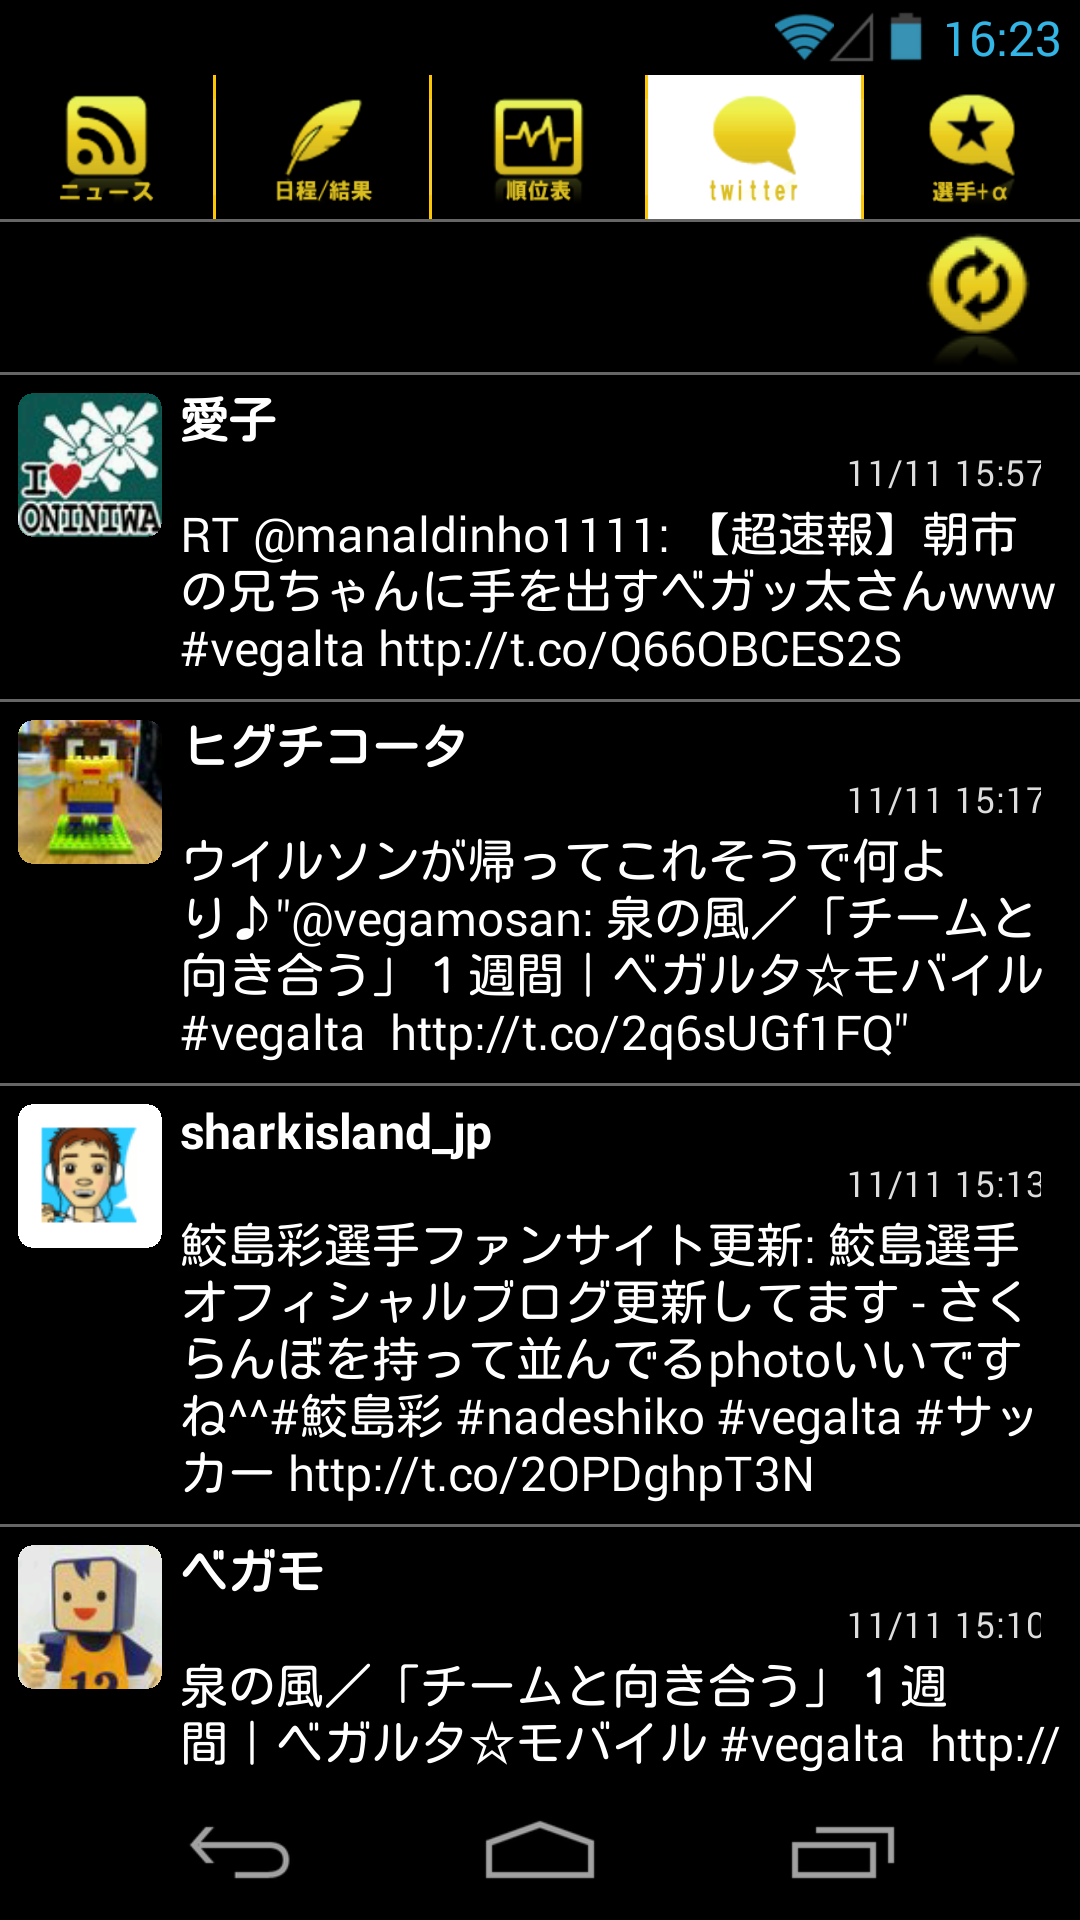 16:23
ニュース
日程/結果
順位表
twitter
選手+α
愛子
11/11 15:57
I ONINIWA
RT @manaldinho1111: 【超速報】朝市
の兄ちゃんに手を出すベガッ太さんwww
#vegalta http://t.co/Q66OBCES2S
ヒグチコータ
11/11 15:17
ウイルソンが帰ってこれそうで何よ
り♪"@vegamosan: 泉の風／「チームと
向き合う」１週間｜ベガルタ☆モバイル
#vegalta  http://t.co/2q6sUGf1FQ"
sharkisland_jp
11/11 15:13
鮫島彩選手ファンサイト更新: 鮫島選手
オフィシャルブログ更新してます - さく
らんぼを持って並んでるphotoいいです
ね^^#鮫島彩 #nadeshiko #vegalta #サッ
カー http://t.co/2OPDghpT3N
ベガモ
11/11 15:10
12
泉の風／「チームと向き合う」１週
間｜ベガルタ☆モバイル #vegalta  http://